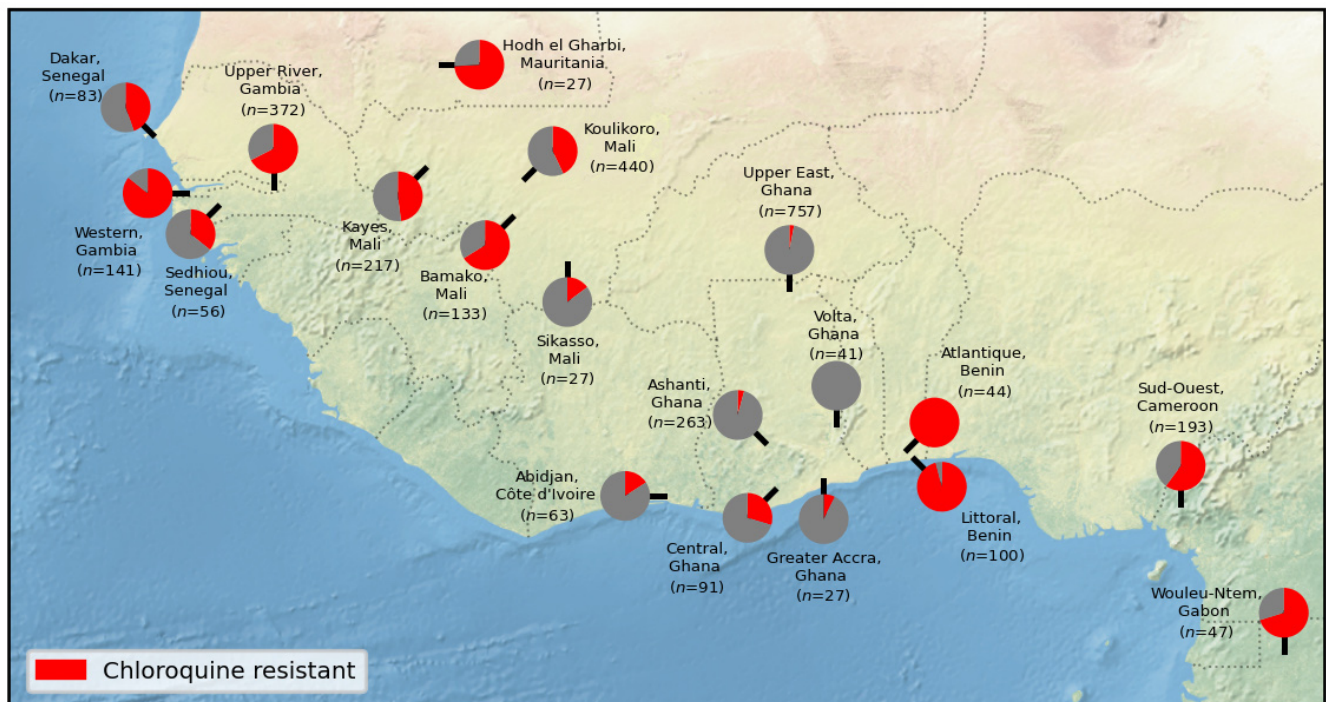 Dakar,
Senegal
(n=83)
Upper River,
Gambia
(n=372)
Hodh el Gharbi,
Mauritania
(n=27)
Koulikoro,
Mali
(n=440)
Western,
Gambia
(n=141)
Sedhiou,
Senegal
(n=56)
Kayes,
Mali
(n=217)
Bamako,
Mali
(n=133)
Sikasso,
Mali
(n=27)
Upper East,
Ghana
(n=757)
Volta,
Ghana
(n=41)
Ashanti,
Ghana
(n=263)
Atlantique,
Benin
(n=44)
Sud-Ouest,
Cameroon
(n=193)
Abidjan,
Côte d'Ivoire
(n=63)
Central,
Ghana
(n=91)
Greater Accra,
Ghana
(n=27)
Littoral,
Benin
(n=100)
Wouleu-Ntem,
Gabon
(n=47)
Chloroquine resistant